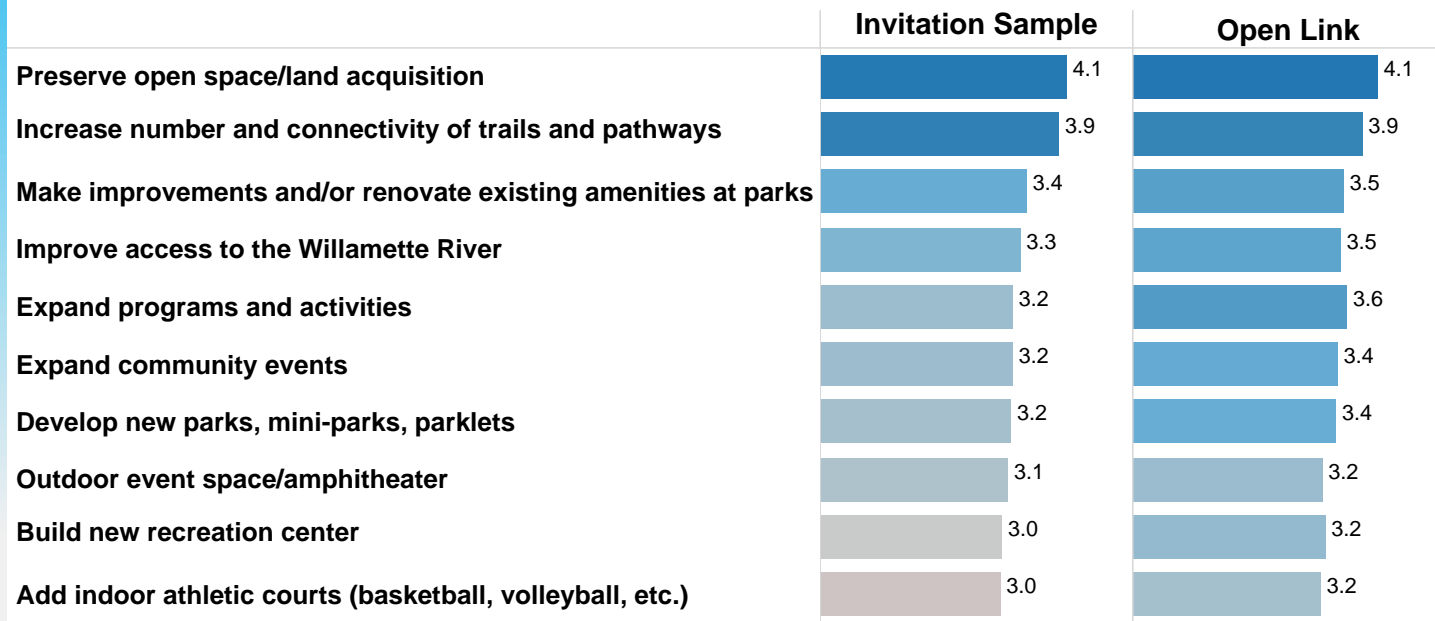 Invitation Sample Open Link
Preserve open space/land acquisition 4.1 4.1
Increase number and connectivity of trails and pathways 3.9 3.9
Make improvements and/or renovate existing amenities at parks 3.4 3.5
Improve access to the Willamette River 3.3 3.5
Expand programs and activities 3.2 3.6
Expand community events 3.2 3.4
Develop new parks, mini-parks, parklets 3.2 3.4
Outdoor event space/amphitheater 3.1 3.2
Build new recreation center 3.0 3.2
Add indoor athletic courts (basketball, volleyball, etc.) 3.0 3.2